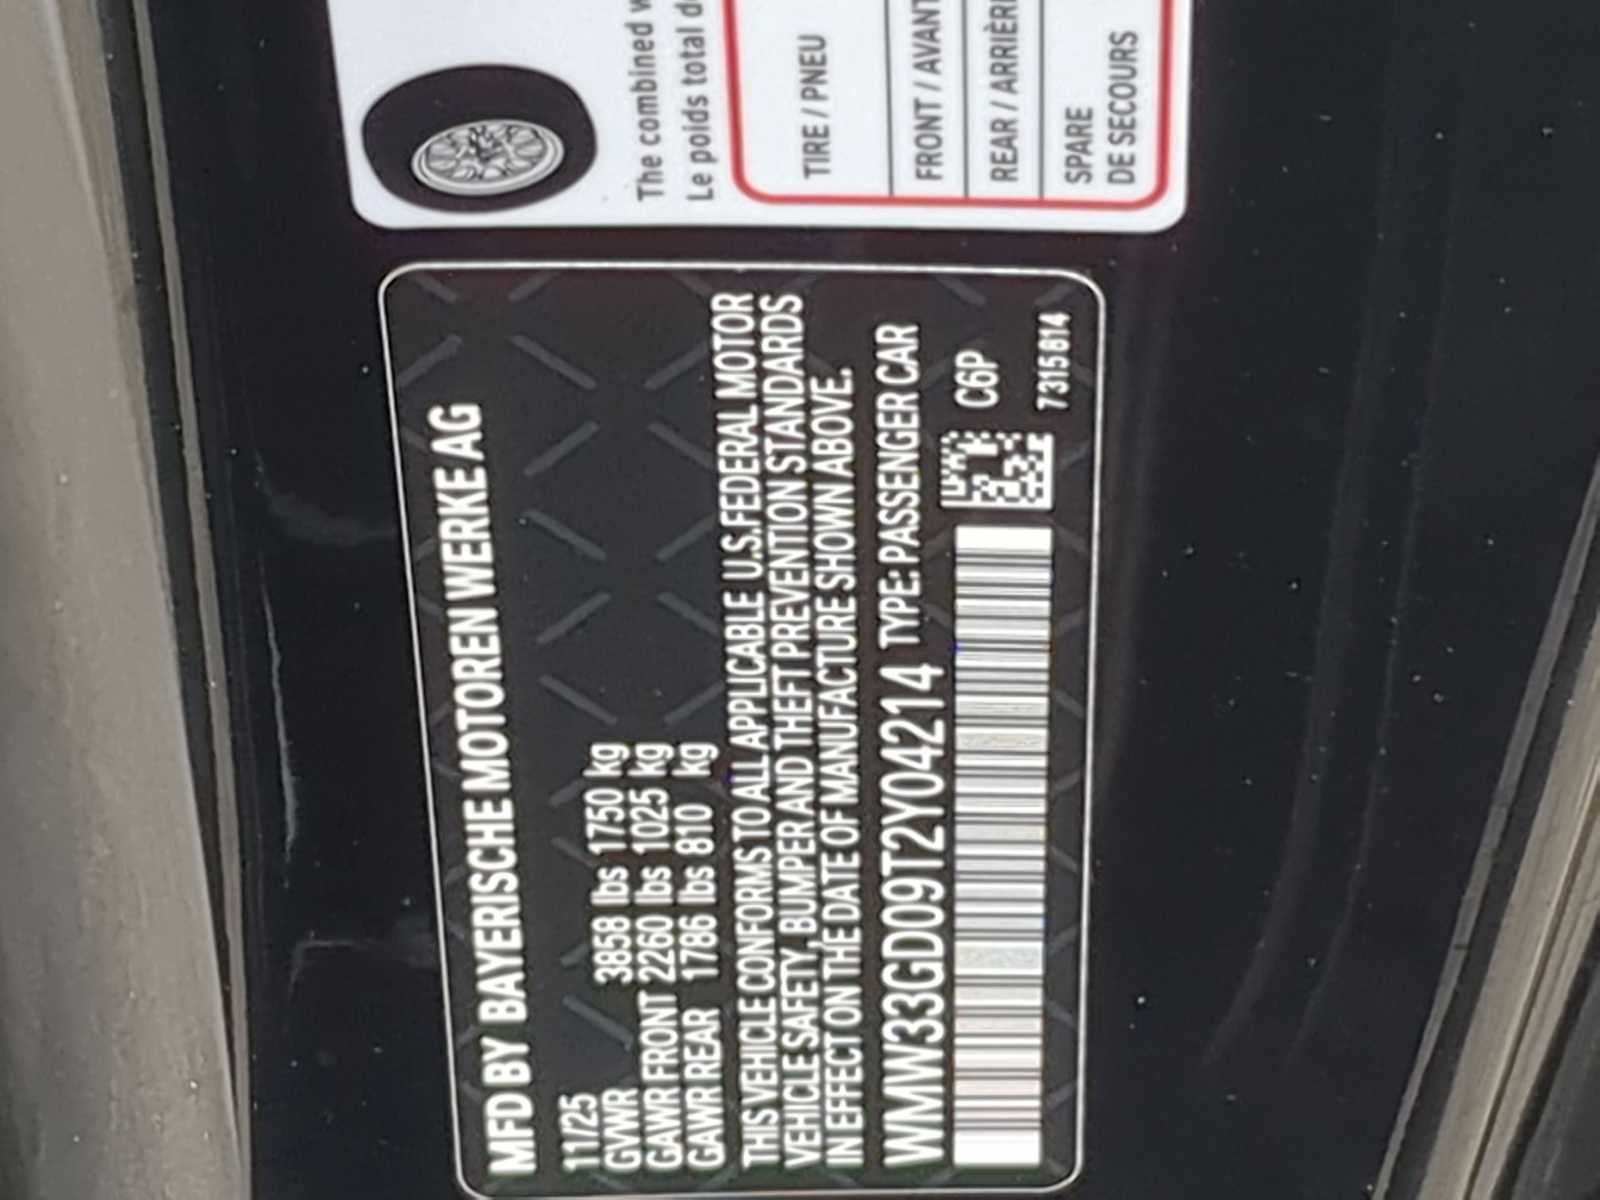 MFD BY BAYERISCHE MOTOREN WERKE AG
11/25
GVWR 3858 lbs 1750 kg
GAWR FRONT 2260 lbs 1025 kg
GAWR REAR 1786 lbs 810 kg
THIS VEHICLE CONFORMS TO ALL APPLICABLE U.S. FEDERAL MOTOR
VEHICLE SAFETY, BUMPER AND THEFT PREVENTION STANDARDS
IN EFFECT ON THE DATE OF MANUFACTURE SHOWN ABOVE.
WMW33GD09T2Y04214 TYPE: PASSENGER CAR
C6P
7315814
The combined
Le poids total
TIRE / PNEU
FRONT / AVANT
REAR / ARRIÈRE
SPARE
DE SECOURS